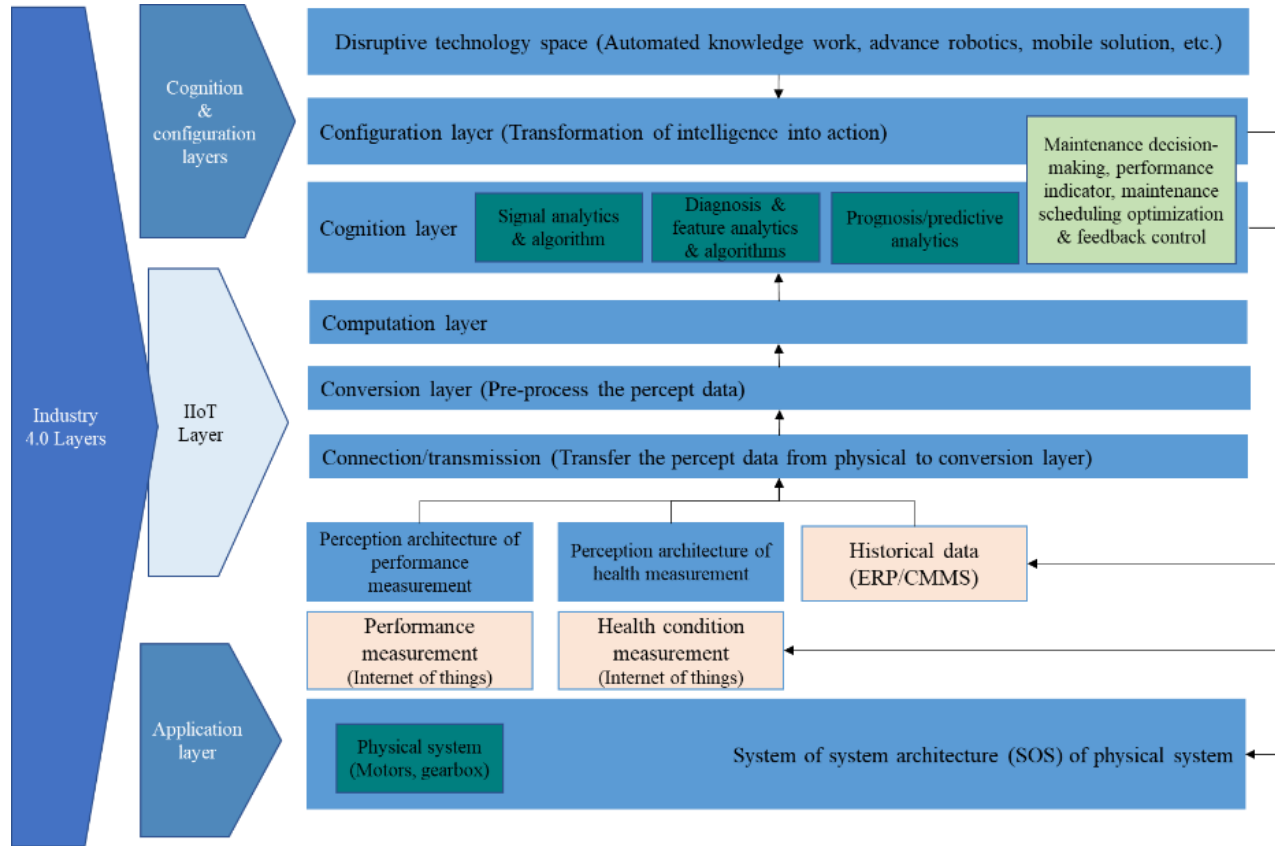 Industry
4.0 Layers
Cognition
&
configuration
layers
IIoT
Layer
Application
layer
Disruptive technology space (Automated knowledge work, advance robotics, mobile solution, etc.)
Configuration layer (Transformation of intelligence into action)
Maintenance decision-
making, performance
indicator, maintenance
scheduling optimization
& feedback control
Cognition layer
Signal analytics
& algorithm
Diagnosis &
feature analytics
& algorithms
Prognosis/predictive
analytics
Computation layer
Conversion layer (Pre-process the percept data)
Connection/transmission (Transfer the percept data from physical to conversion layer)
Perception architecture of
performance
measurement
Perception architecture of
health measurement
Historical data
(ERP/CMMS)
Performance
measurement
(Internet of things)
Health condition
measurement
(Internet of things)
Physical system
(Motors, gearbox)
System of system architecture (SOS) of physical system